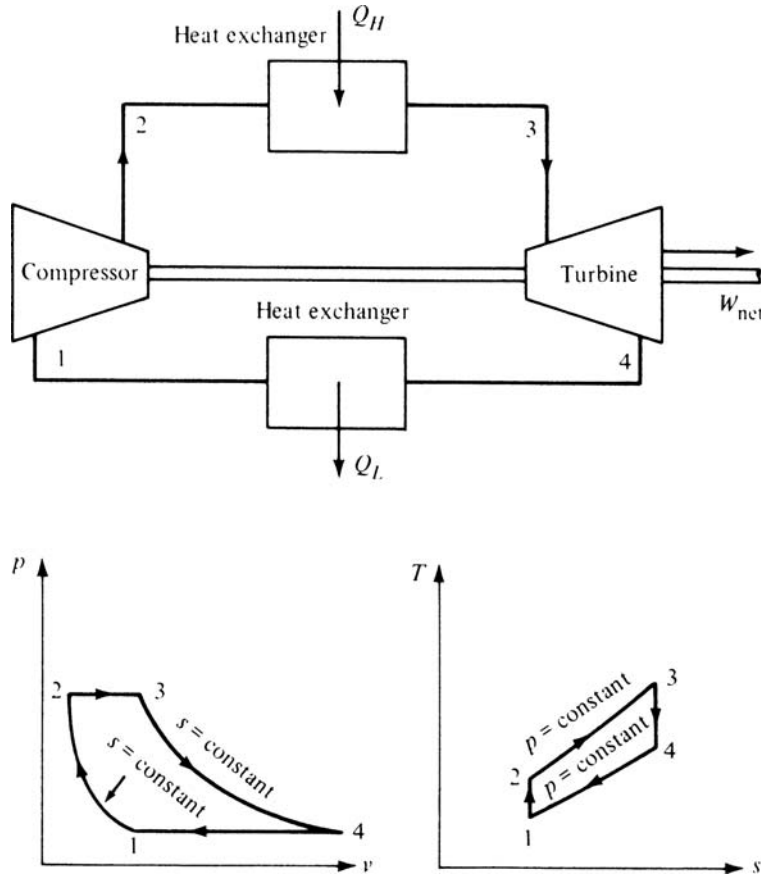 Q_H
Heat exchanger
2
3
Compressor
Turbine
W_net
Heat exchanger
1
4
Q_L
p
T
2
3
s = constant
s = constant
1
4
v
3
p = constant
p = constant
4
2
1
s